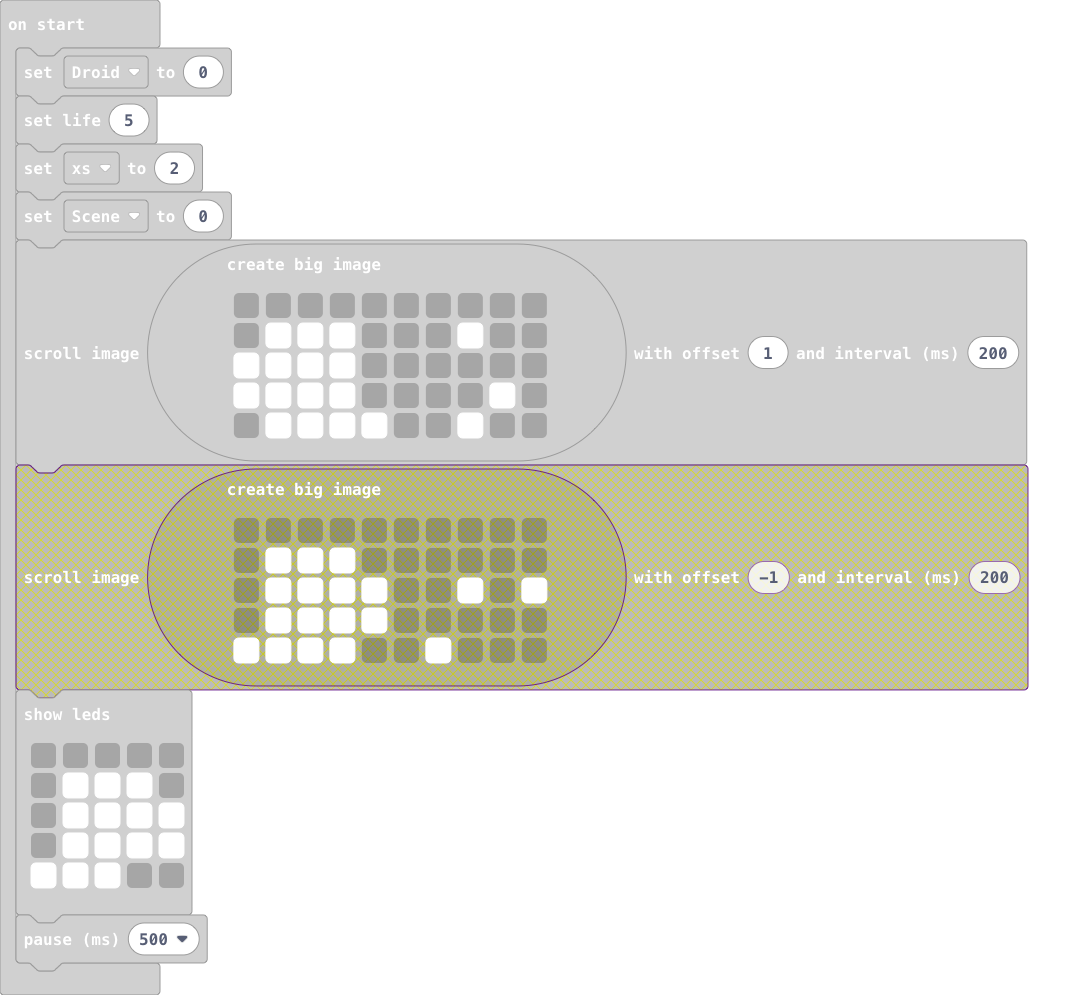 on start
set Droid to 0
set life 5
set xs to 2
set Scene to 0
create big image
scroll image with offset 1 and interval (ms) 200
create big image
scroll image with offset −1 and interval (ms) 200
show leds
pause (ms) 500